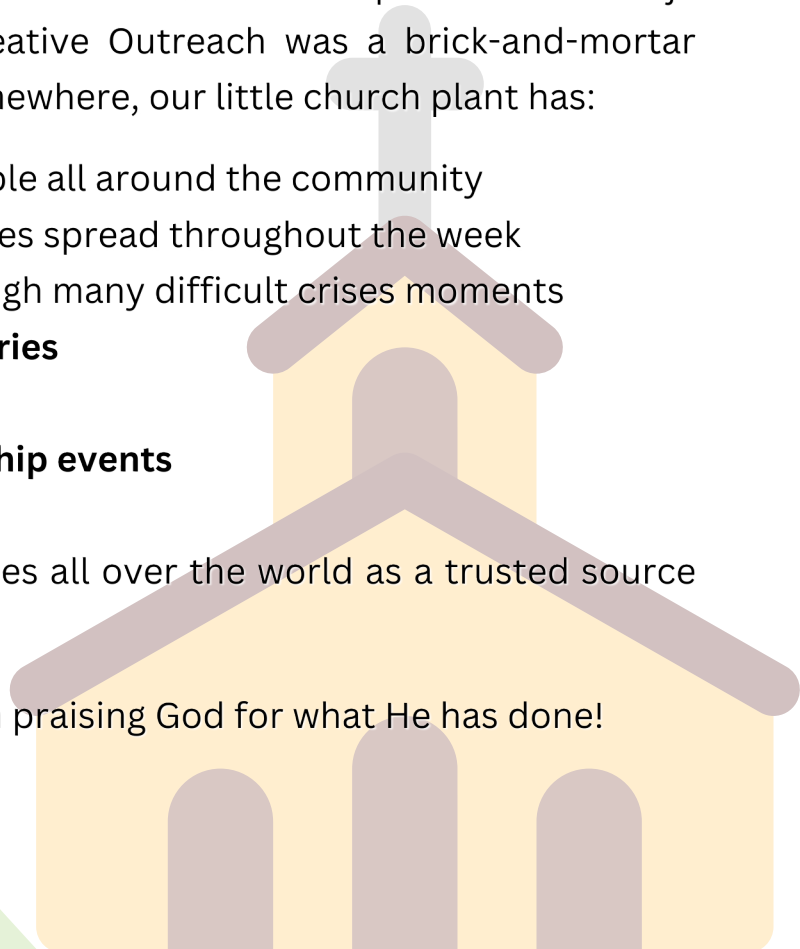 eative Outreach was a brick-and-mortar
ewhere, our little church plant has:
ple all around the community
es spread throughout the week
gh many difficult crises moments
ries
hip events
es all over the world as a trusted source
praising God for what He has done!